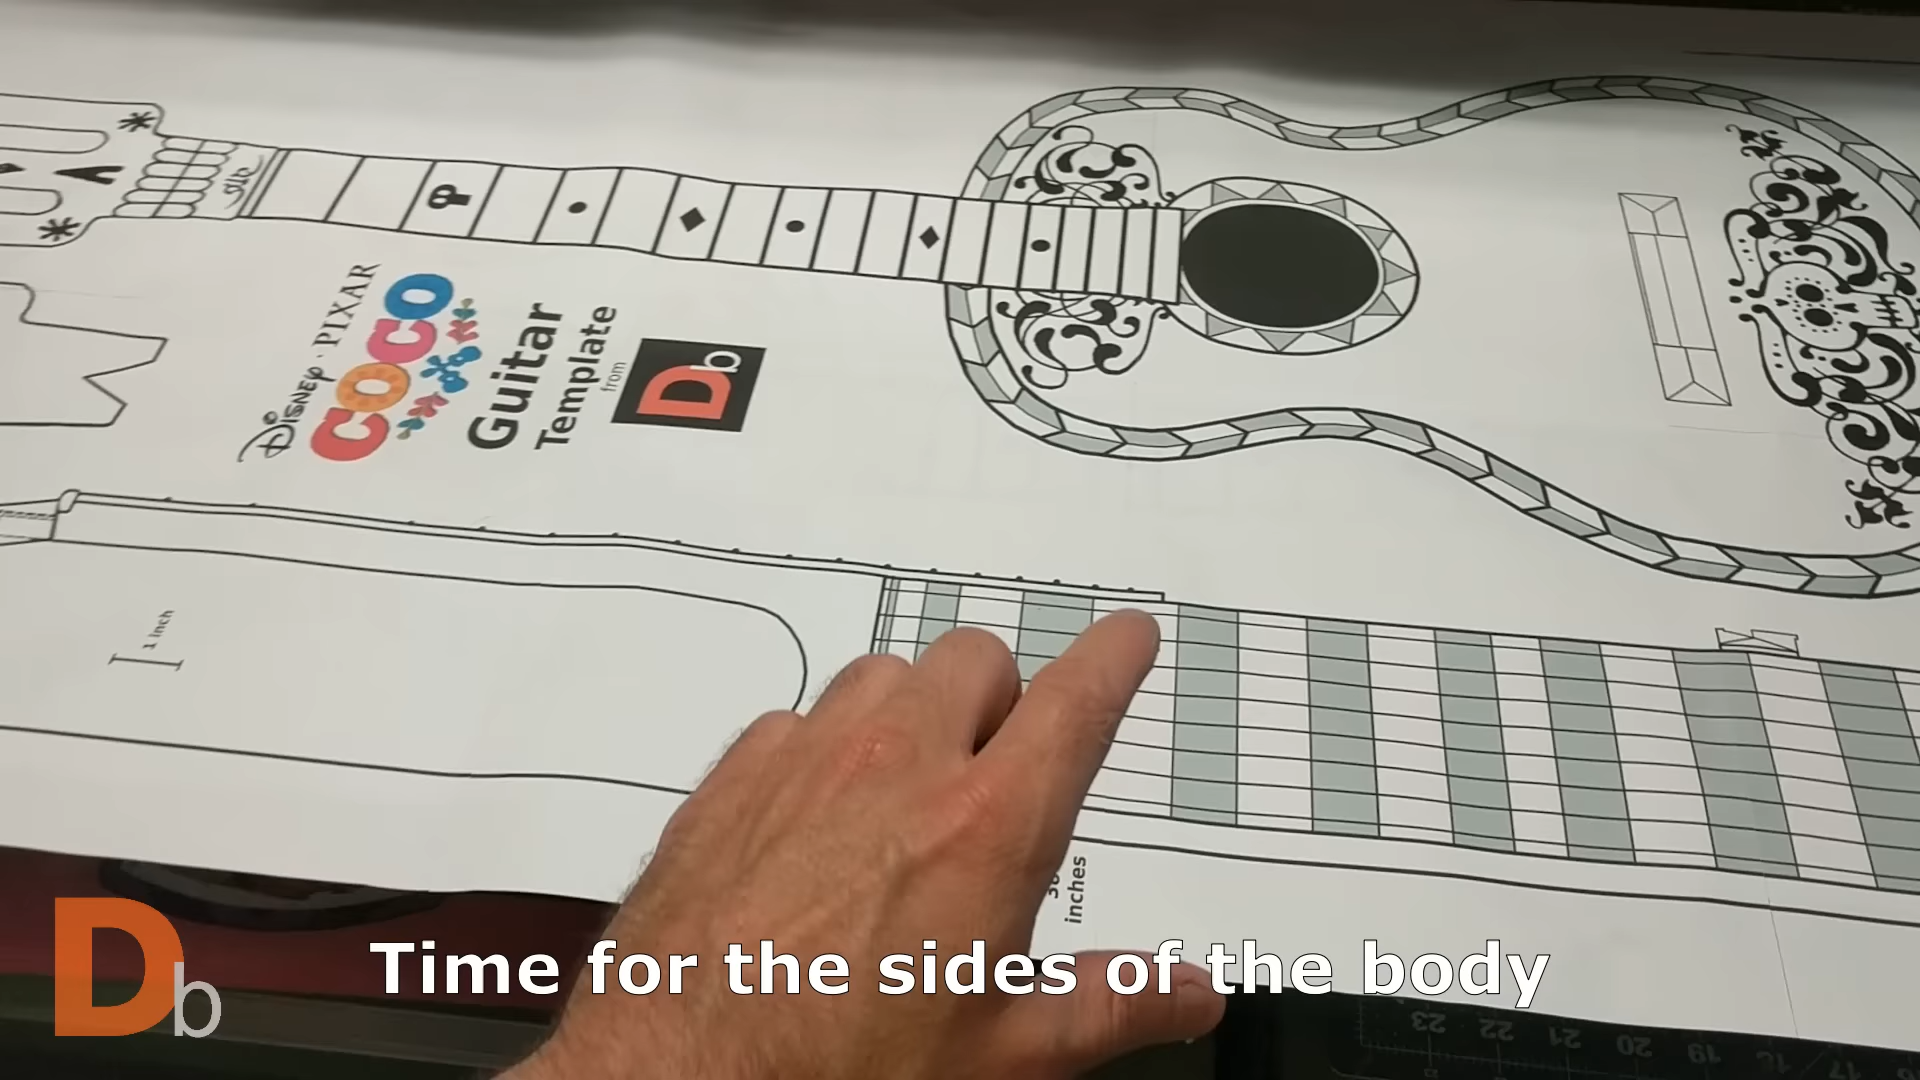 DISNEY · PIXAR
COCO
Guitar
Template
from
Db
1 inch
inches
Time for the sides of the body
Db
23 22 21 20 19 17